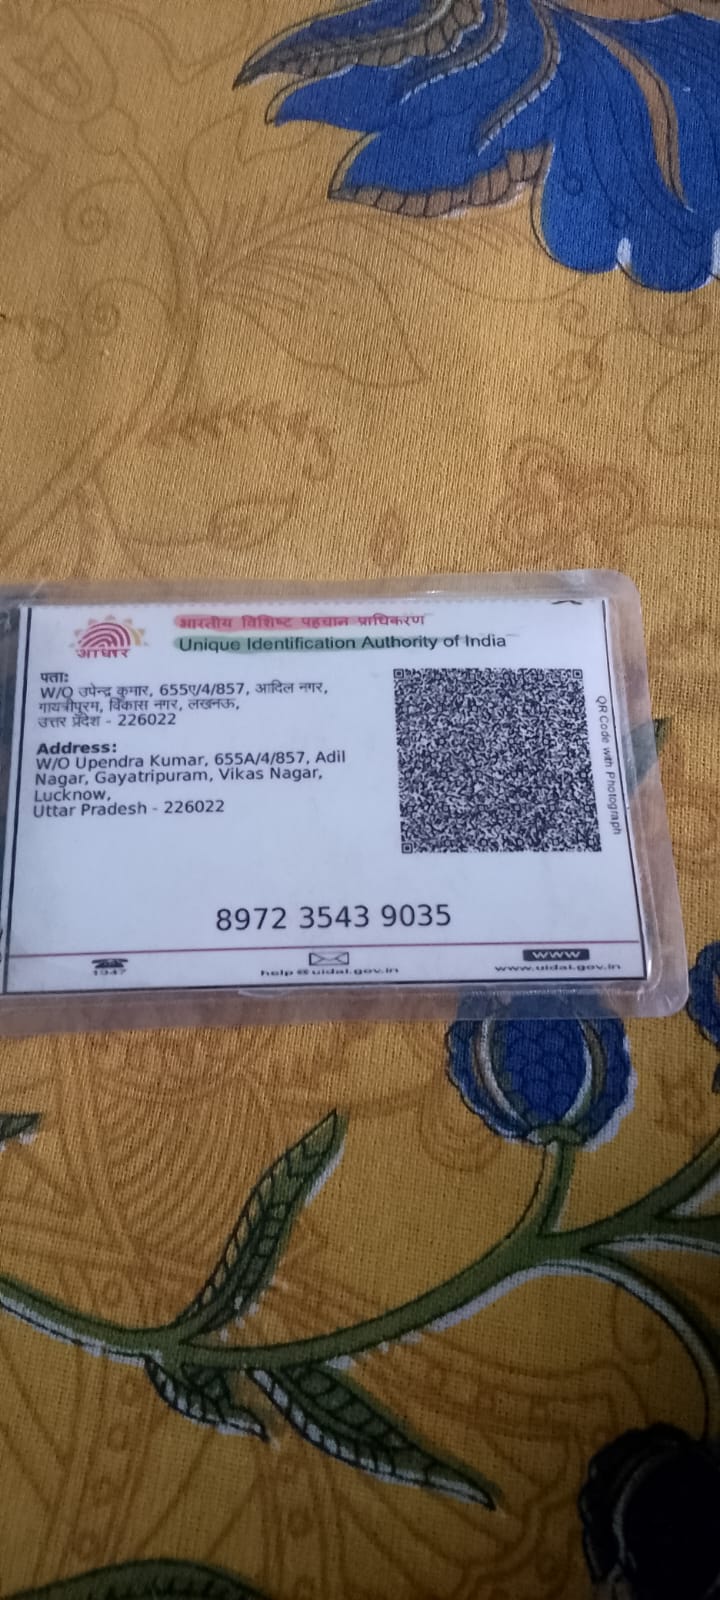 आधार
भारतीय विशिष्ट पहचान प्राधिकरण
Unique Identification Authority of India
पता:
W/O उपेन्द्र कुमार, 655ए/4/857, आदिल नगर,
गायत्रीपुरम, विकास नगर, लखनऊ,
उत्तर प्रदेश - 226022
Address:
W/O Upendra Kumar, 655A/4/857, Adil
Nagar, Gayatripuram, Vikas Nagar,
Lucknow,
Uttar Pradesh - 226022
QR Code with Photograph
8972 3543 9035
1947
help@uidai.gov.in
www
www.uidai.gov.in